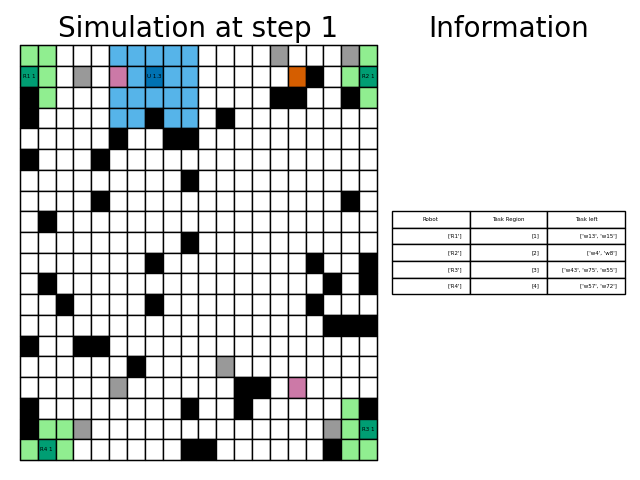 Simulation at step 1
Information
R1 1
U 1.3
R2 1
Robot Task Region Task left
['R1'] [1] ['w13', 'w15']
['R2'] [2] ['w4', 'w8']
['R3'] [3] ['w43', 'w75', 'w55']
['R4'] [4] ['w57', 'w72']
R3 1
R4 1